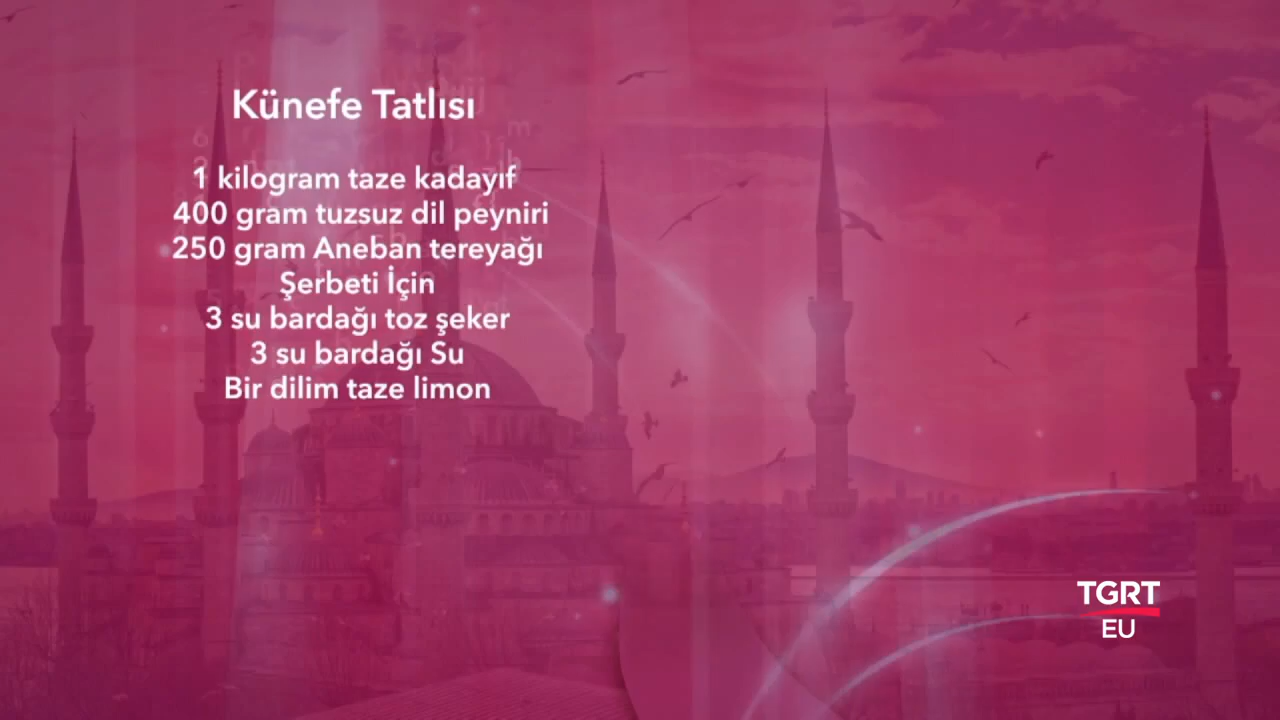 Künefe Tatlısı
1 kilogram taze kadayıf
400 gram tuzsuz dil peyniri
250 gram Aneban tereyağı
Şerbeti İçin
3 su bardağı toz şeker
3 su bardağı Su
Bir dilim taze limon
TGRT
EU